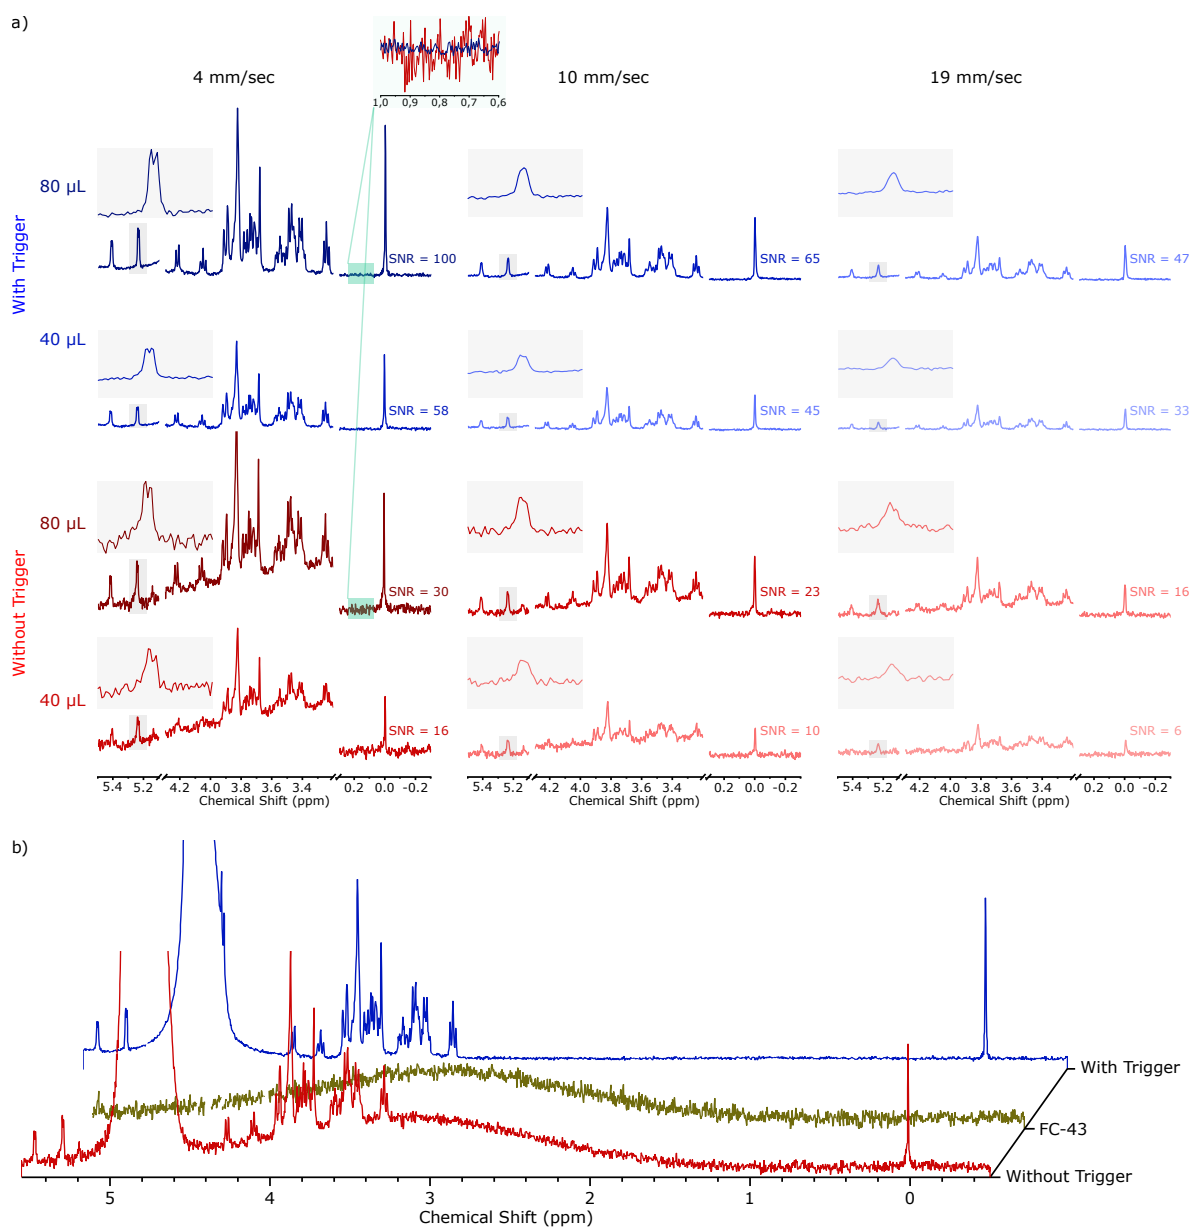 a)
4 mm/sec
10 mm/sec
19 mm/sec
1,0 0,9 0,8 0,7 0,6
With Trigger
80 µL
SNR = 100
SNR = 65
SNR = 47
40 µL
SNR = 58
SNR = 45
SNR = 33
Without Trigger
80 µL
SNR = 30
SNR = 23
SNR = 16
40 µL
SNR = 16
SNR = 10
SNR = 6
5.4 5.2 4.2 4.0 3.8 3.6 3.4 0.2 0.0 -0.2
Chemical Shift (ppm)
5.4 5.2 4.2 4.0 3.8 3.6 3.4 0.2 0.0 -0.2
Chemical Shift (ppm)
5.4 5.2 4.2 4.0 3.8 3.6 3.4 0.2 0.0 -0.2
Chemical Shift (ppm)
b)
With Trigger
FC-43
Without Trigger
5 4 3 2 1 0
Chemical Shift (ppm)